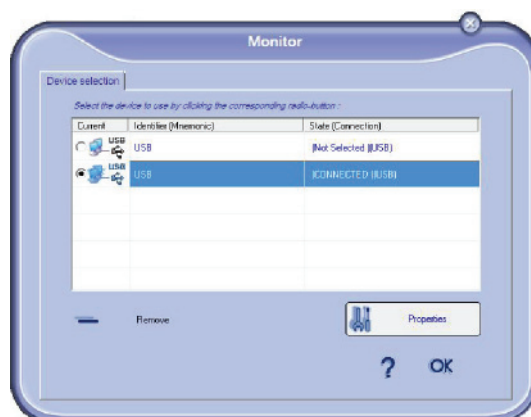 Monitor
Device selection
Select the device to use by clicking the corresponding radio-button :
Current Identifier (Mnemonic) State (Connection)
USB USB |Not Selected |(USB)
USB USB |CONNECTED |(USB)
Remove Properties
? OK